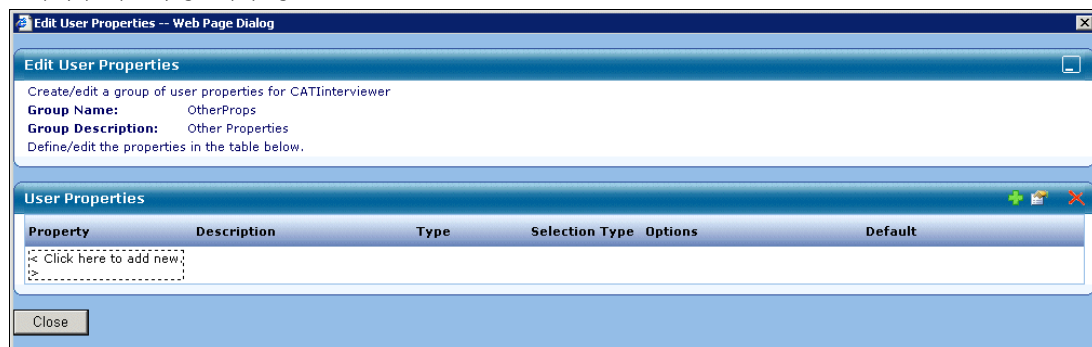 Edit User Properties -- Web Page Dialog
Edit User Properties
Create/edit a group of user properties for CATIinterviewer
Group Name: OtherProps
Group Description: Other Properties
Define/edit the properties in the table below.
User Properties
Property Description Type Selection Type Options Default
< Click here to add new.
>
Close